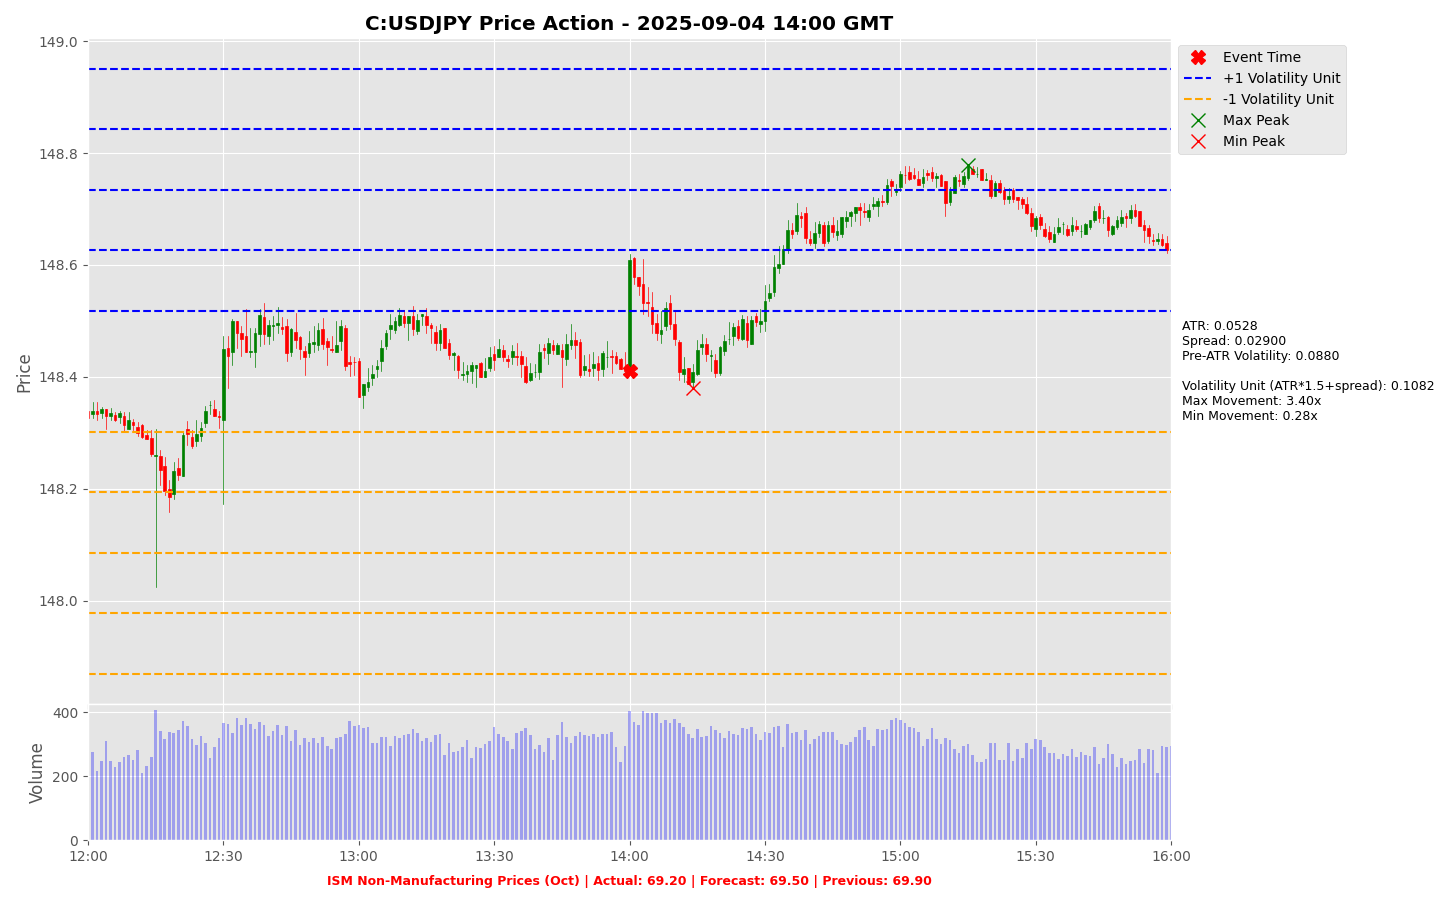 C:USDJPY Price Action - 2025-09-04 14:00 GMT
149.0
148.8
148.6
148.4
148.2
148.0
Price
Event Time
+1 Volatility Unit
-1 Volatility Unit
Max Peak
Min Peak
ATR: 0.0528
Spread: 0.02900
Pre-ATR Volatility: 0.0880
Volatility Unit (ATR*1.5+spread): 0.1082
Max Movement: 3.40x
Min Movement: 0.28x
400
200
0
Volume
12:00 12:30 13:00 13:30 14:00 14:30 15:00 15:30 16:00
ISM Non-Manufacturing Prices (Oct) | Actual: 69.20 | Forecast: 69.50 | Previous: 69.90